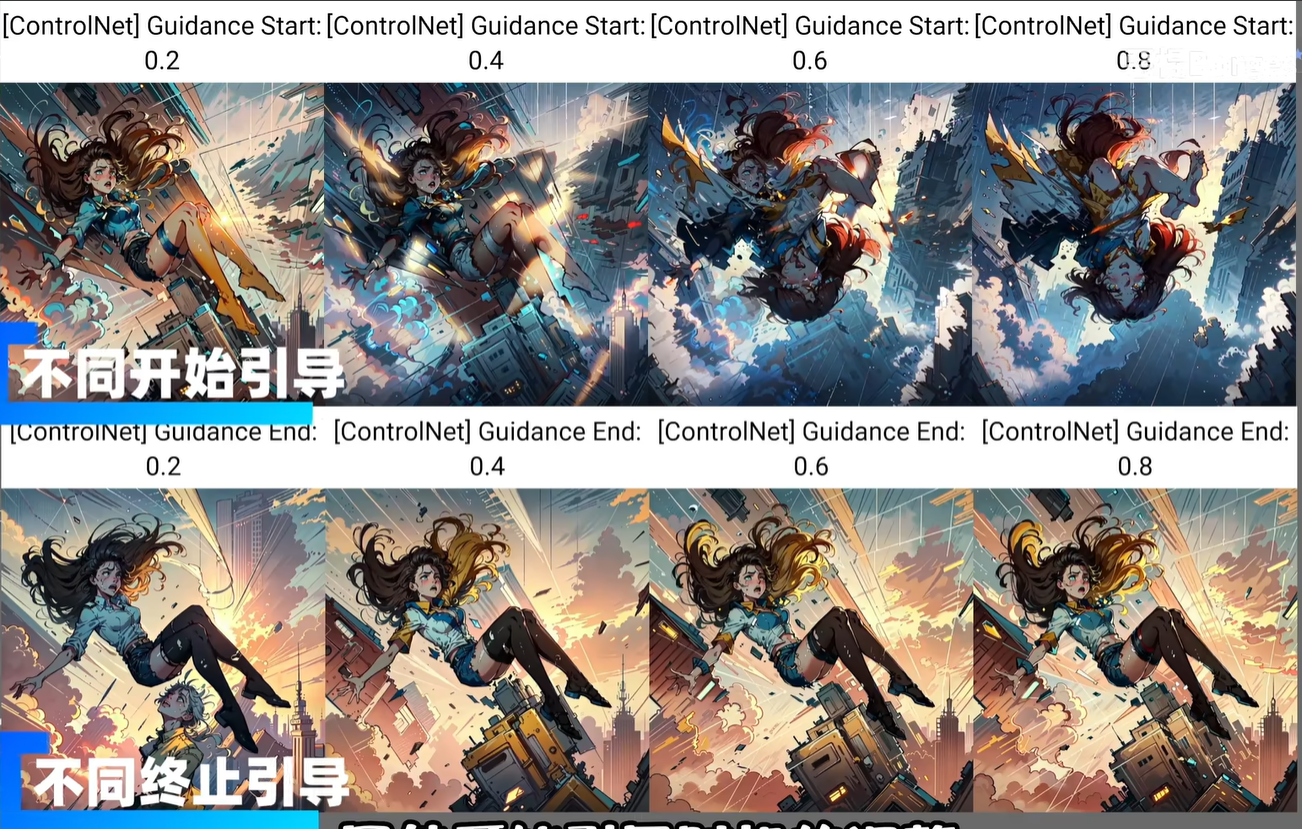 [ControlNet] Guidance Start: [ControlNet] Guidance Start: [ControlNet] Guidance Start: [ControlNet] Guidance Start:
0.2 0.4 0.6 0.8
不同开始引导
[ControlNet] Guidance End: [ControlNet] Guidance End: [ControlNet] Guidance End: [ControlNet] Guidance End:
0.2 0.4 0.6 0.8
不同终止引导